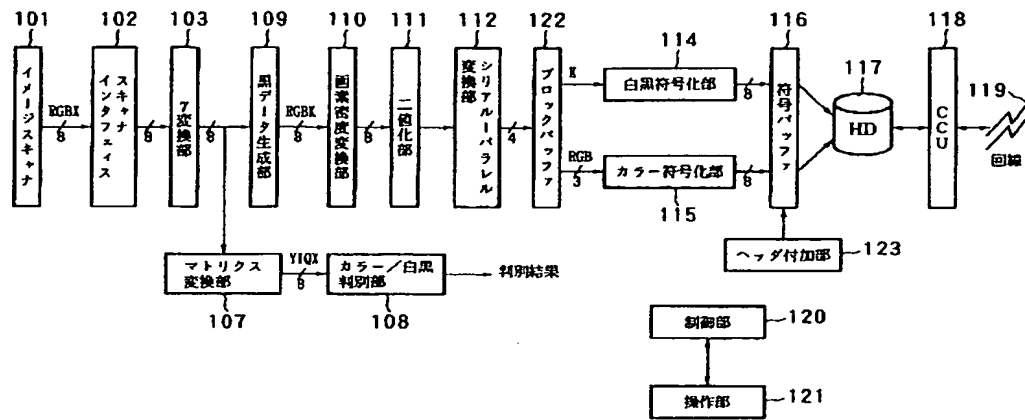 101
102
103
109
110
111
112
122
114
116
118
117
119
イメージスキャナ
RGBX
8
スキャナ
インタフェイス
8
γ変換部
8
黒データ生成部
RGBK
8
画素密度変換部
8
二値化部
シリアルーパラレル
変換部
4
ブロックバッファ
K
白黒符号化部
8
RGB
3
カラー符号化部
8
115
符号バッファ
HD
CCU
回線
ヘッダ付加部
123
マトリクス
変換部
107
YIQX
8
カラー/白黒
判別部
108
判別結果
制御部
120
操作部
121